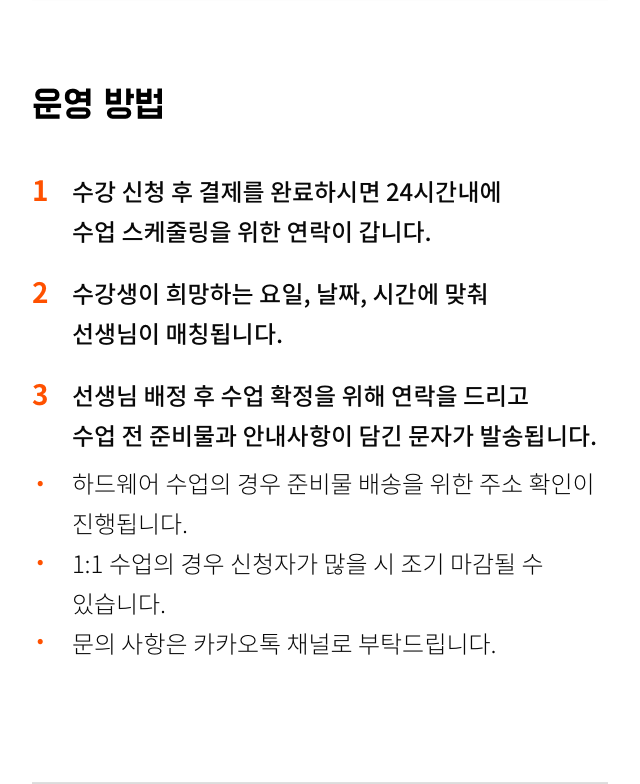 운영 방법
1 수강 신청 후 결제를 완료하시면 24시간내에
수업 스케줄링을 위한 연락이 갑니다.
2 수강생이 희망하는 요일, 날짜, 시간에 맞춰
선생님이 매칭됩니다.
3 선생님 배정 후 수업 확정을 위해 연락을 드리고
수업 전 준비물과 안내사항이 담긴 문자가 발송됩니다.
• 하드웨어 수업의 경우 준비물 배송을 위한 주소 확인이
진행됩니다.
• 1:1 수업의 경우 신청자가 많을 시 조기 마감될 수
있습니다.
• 문의 사항은 카카오톡 채널로 부탁드립니다.